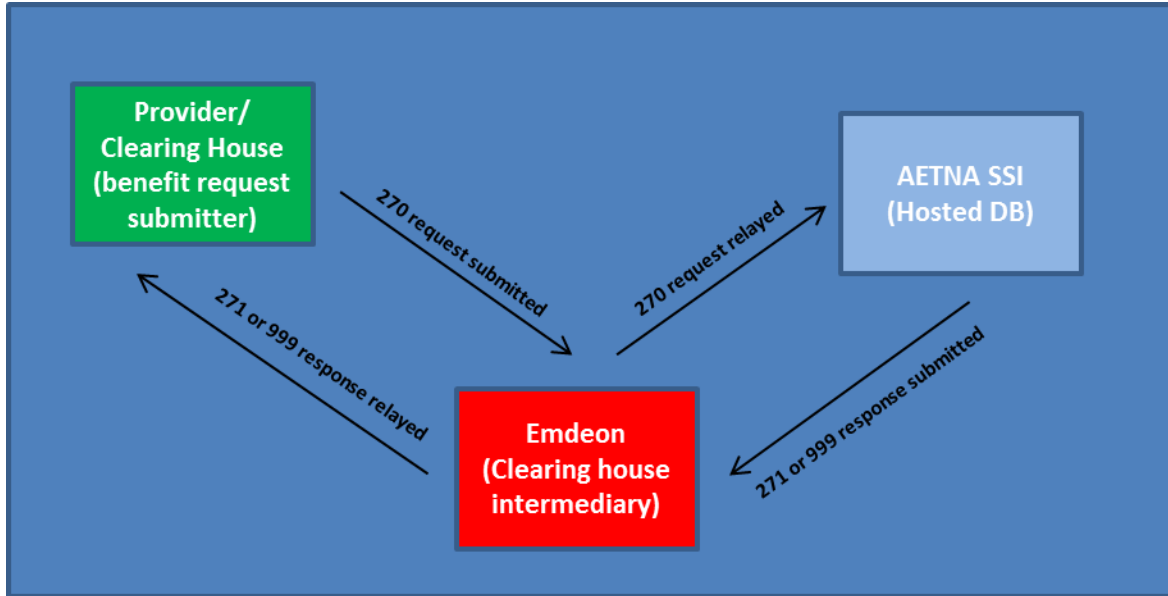 Provider/
Clearing House
(benefit request
submitter)
AETNA SSI
(Hosted DB)
270 request submitted
270 request relayed
271 or 999 response relayed
271 or 999 response submitted
Emdeon
(Clearing house
intermediary)